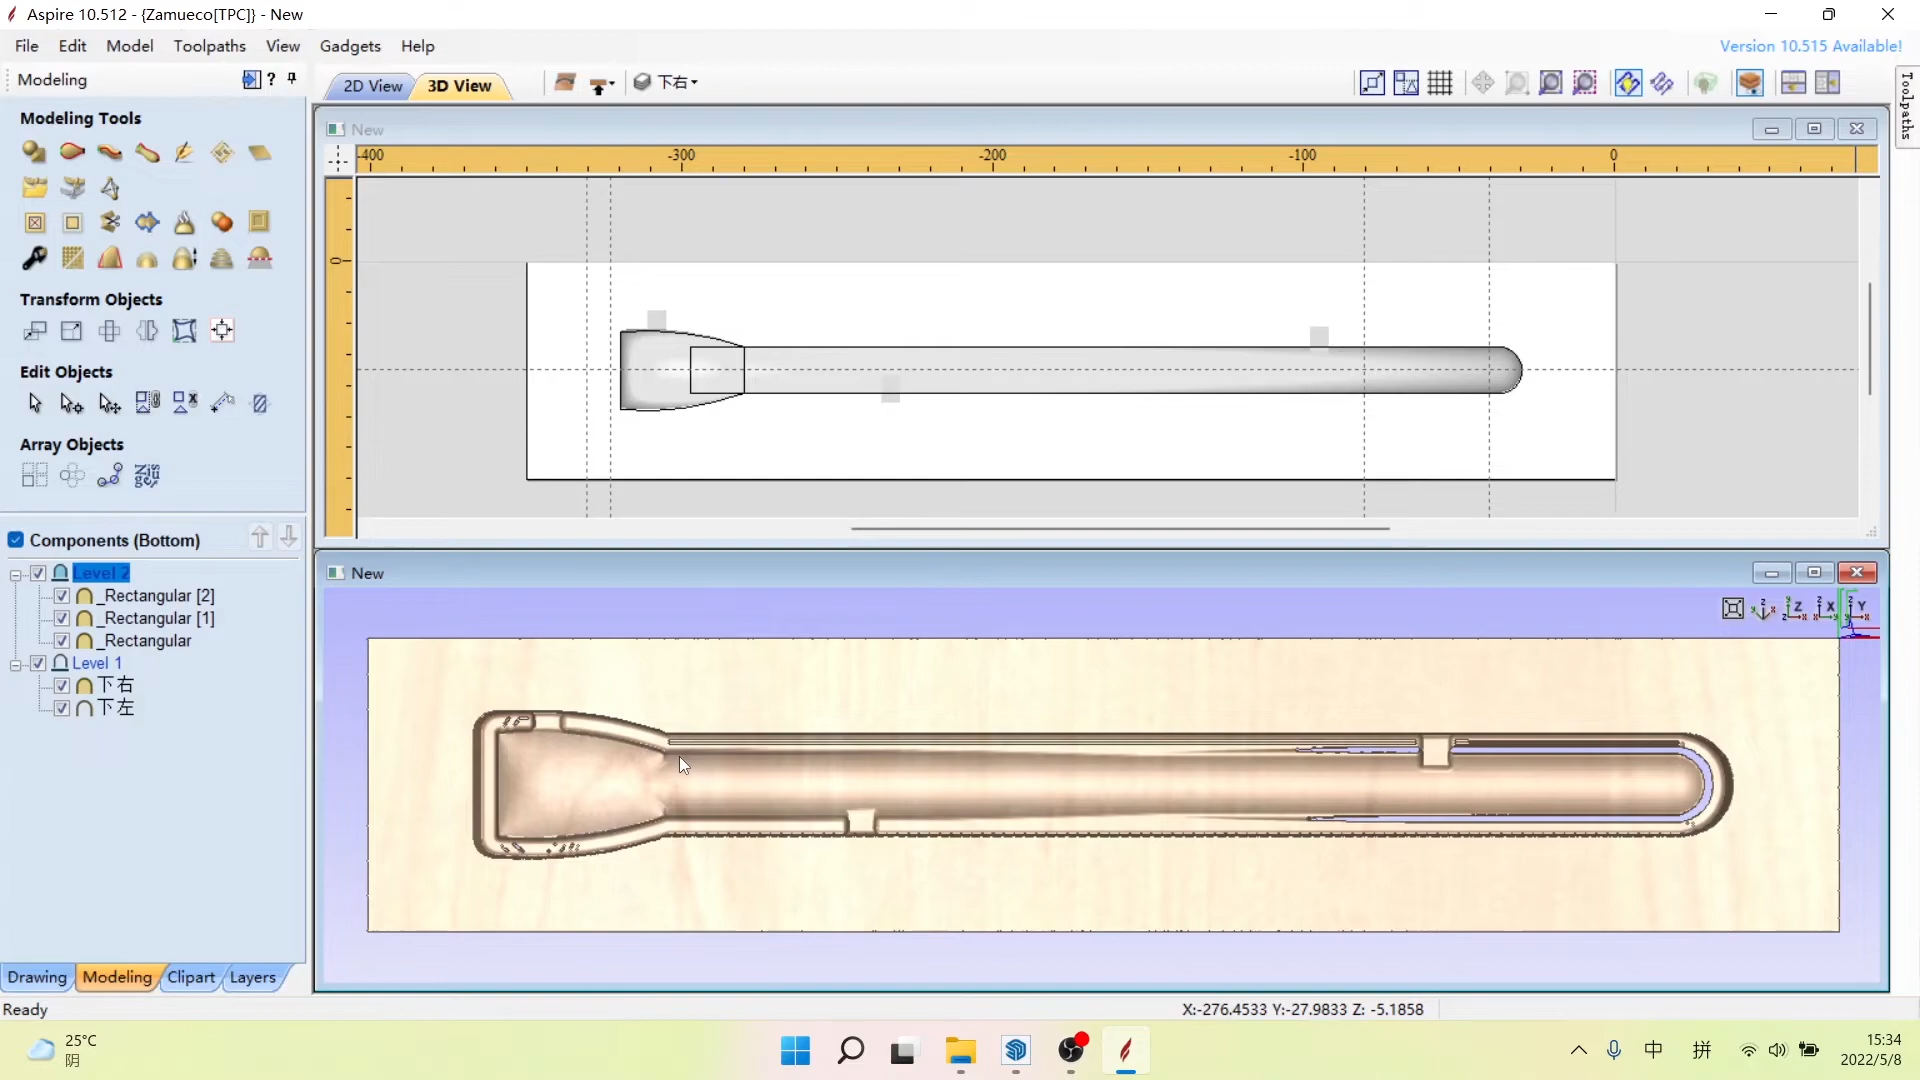 Aspire 10.512 - {Zamueco[TPC]} - New
File Edit Model Toolpaths View Gadgets Help
Version 10.515 Available!
Modeling
?
2D View
3D View
下右
Toolpaths
Modeling Tools
New
-400 -300 -200 -100 0
0
Transform Objects
Edit Objects
Array Objects
Components (Bottom)
Level 2
_Rectangular [2]
_Rectangular [1]
_Rectangular
Level 1
下右
下左
New
Drawing Modeling Clipart Layers
Ready
X:-276.4533 Y:-27.9833 Z: -5.1858
25°C
阴
中
拼
15:34
2022/5/8